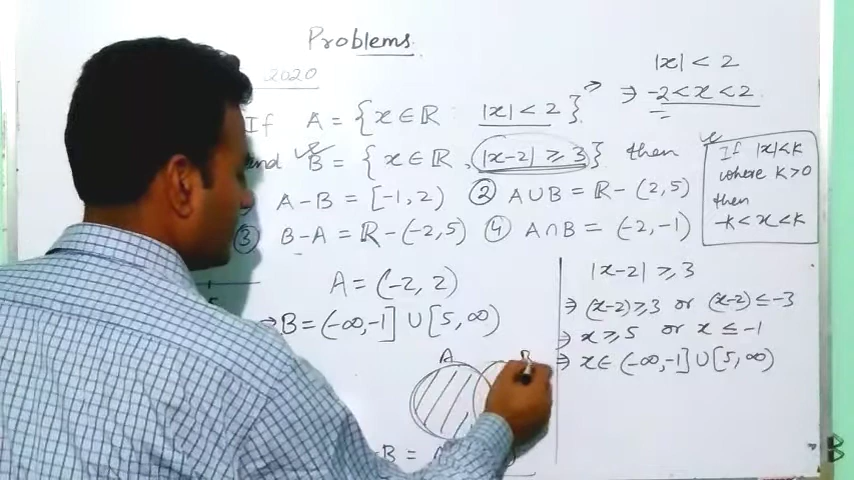 Problems.
2020
If A = {x ∈ ℝ : |x| < 2}
and B = {x ∈ ℝ, |x-2| ⩾ 3} then
A-B = [-1, 2) ② A∪B = ℝ - (2, 5)
③ B-A = ℝ - (-2, 5) ④ A∩B = (-2, -1)
|x| < 2
⇒ -2 < x < 2
If |x| < k
where K > 0
then
-k < x < k
A = (-2, 2)
⇒ B = (-∞, -1] ∪ [5, ∞)
A B
B =
5
|x-2| ⩾ 3
⇒ (x-2) ⩾ 3 or (x-2) ≤ -3
⇒ x ⩾ 5 or x ≤ -1
⇒ x ∈ (-∞, -1] ∪ [5, ∞)